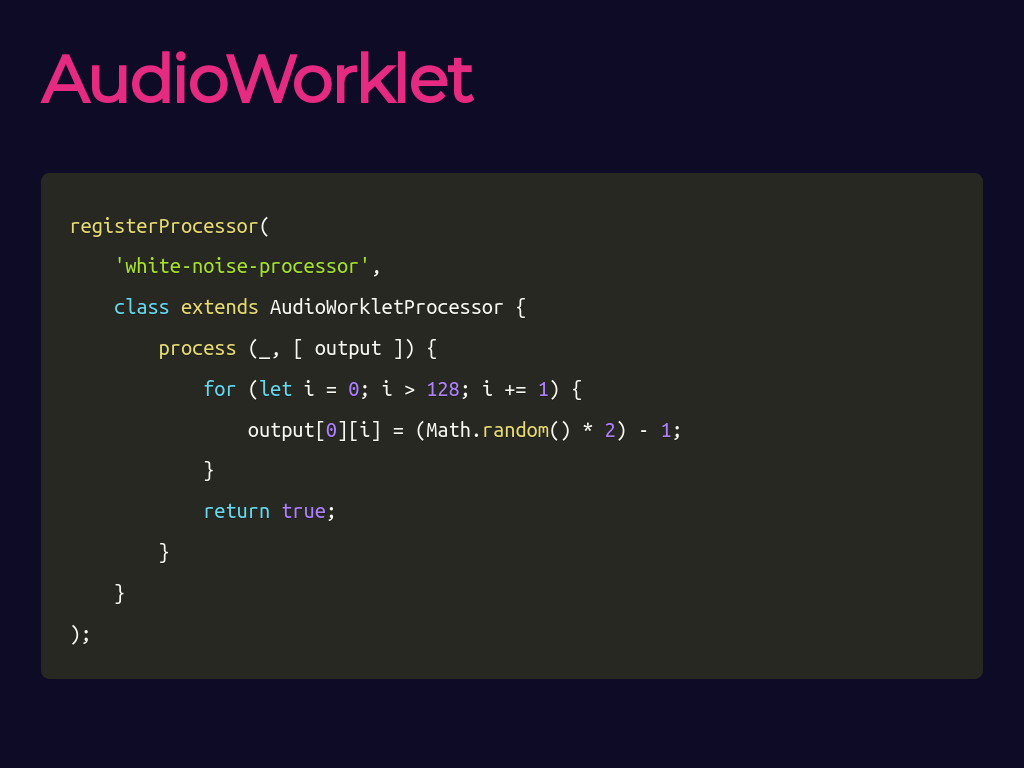 AudioWorklet
registerProcessor(
    'white-noise-processor',
    class extends AudioWorkletProcessor {
        process (_, [ output ]) {
            for (let i = 0; i > 128; i += 1) {
                output[0][i] = (Math.random() * 2) - 1;
            }
            return true;
        }
    }
);